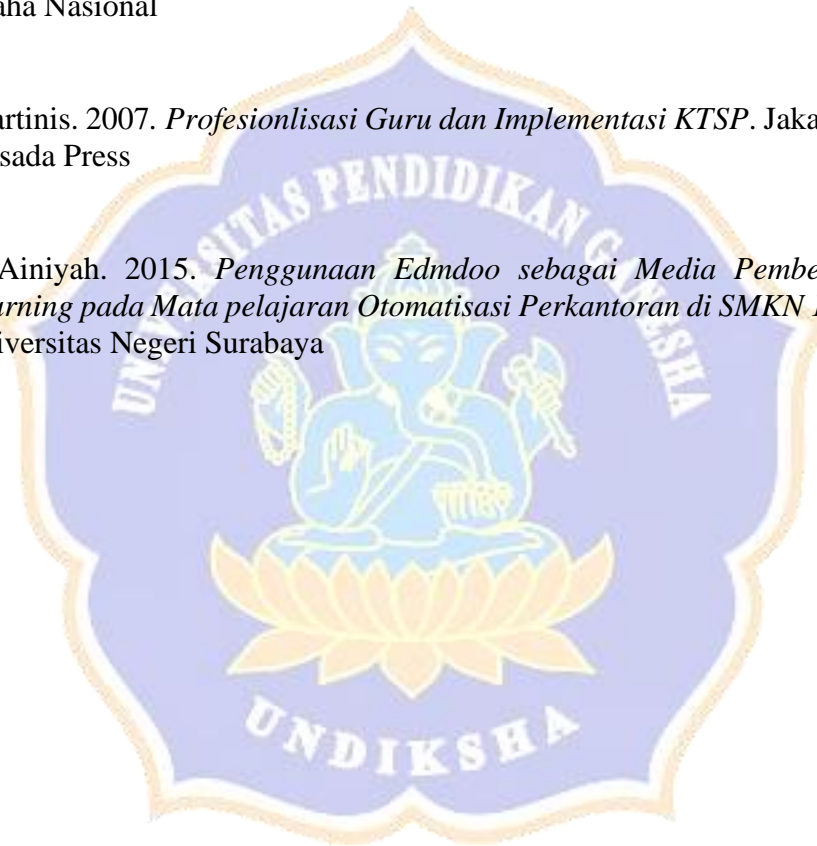 aha Nasional
artinis. 2007. Profesionlisasi Guru dan Implementasi KTSP. Jaka
sada Press
Ainiyah. 2015. Penggunaan Edmdoo sebagai Media Pembe
rning pada Mata pelajaran Otomatisasi Perkantoran di SMKN
iversitas Negeri Surabaya
UNIVERSITAS PENDIDIKAN GANESHA
UNDIKSHA